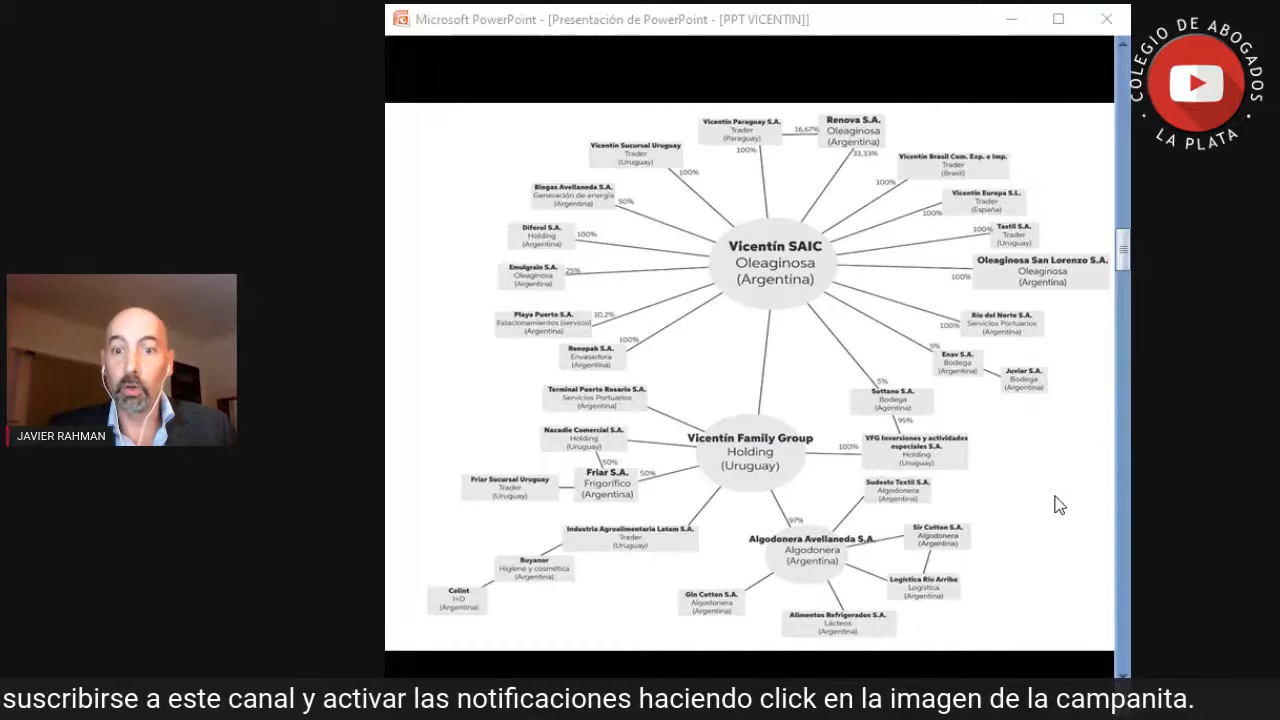 Microsoft PowerPoint - [Presentación de PowerPoint - [PPT VICENTIN]]
COLEGIO DE ABOGADOS
· LA PLATA ·
Vicentín Paraguay S.A.
Trader
(Paraguay)
100%
16,67%
Renova S.A.
Oleaginosa
(Argentina)
33,33%
Vicentín Sucursal Uruguay
Trader
(Uruguay)
100%
Vicentín Brasil Com. Exp. e Imp.
Trader
(Brasil)
100%
Biogas Avellaneda S.A.
Generación de energía
(Argentina)
50%
Vicentín Europa S.L.
Trader
(España)
100%
Diferol S.A.
Holding
(Argentina)
100%
Tastil S.A.
Trader
(Uruguay)
100%
Vicentín SAIC
Oleaginosa
(Argentina)
Emulgrain S.A.
Oleaginosa
(Argentina)
25%
Oleaginosa San Lorenzo S.A.
Oleaginosa
(Argentina)
100%
Playa Puerto S.A.
Estacionamientos (servicio)
(Argentina)
10,2%
Río del Norte S.A.
Servicios Portuarios
(Argentina)
100%
Renopak S.A.
Envasadora
(Argentina)
100%
Enav S.A.
Bodega
(Argentina)
5%
Juviar S.A.
Bodega
(Argentina)
Terminal Puerto Rosario S.A.
Servicios Portuarios
(Argentina)
5%
Sottano S.A.
Bodega
(Agentina)
95%
Nacadie Comercial S.A.
Holding
(Uruguay)
50%
Vicentín Family Group
Holding
(Uruguay)
100%
VFG Inversiones y actividades
especiales S.A.
Holding
(Uruguay)
Friar Sucursal Uruguay
Trader
(Uruguay)
Friar S.A.
Frigorífico
(Argentina)
50%
Sudeste Textil S.A.
Algodonera
(Argentina)
JAVIER RAHMAN
Industria Agroalimentaria Latam S.A.
Trader
(Uruguay)
97%
Algodonera Avellaneda S.A.
Algodonera
(Argentina)
Sir Cotton S.A.
Algodonera
(Argentina)
Buyanor
Higiene y cosmética
(Argentina)
Logística Río Arriba
Logística
(Argentina)
Celint
I+D
(Argentina)
Gin Cotton S.A.
Algodonera
(Argentina)
Alimentos Refrigerados S.A.
Lácteos
(Argentina)
suscribirse a este canal y activar las notificaciones haciendo click en la imagen de la campanita.